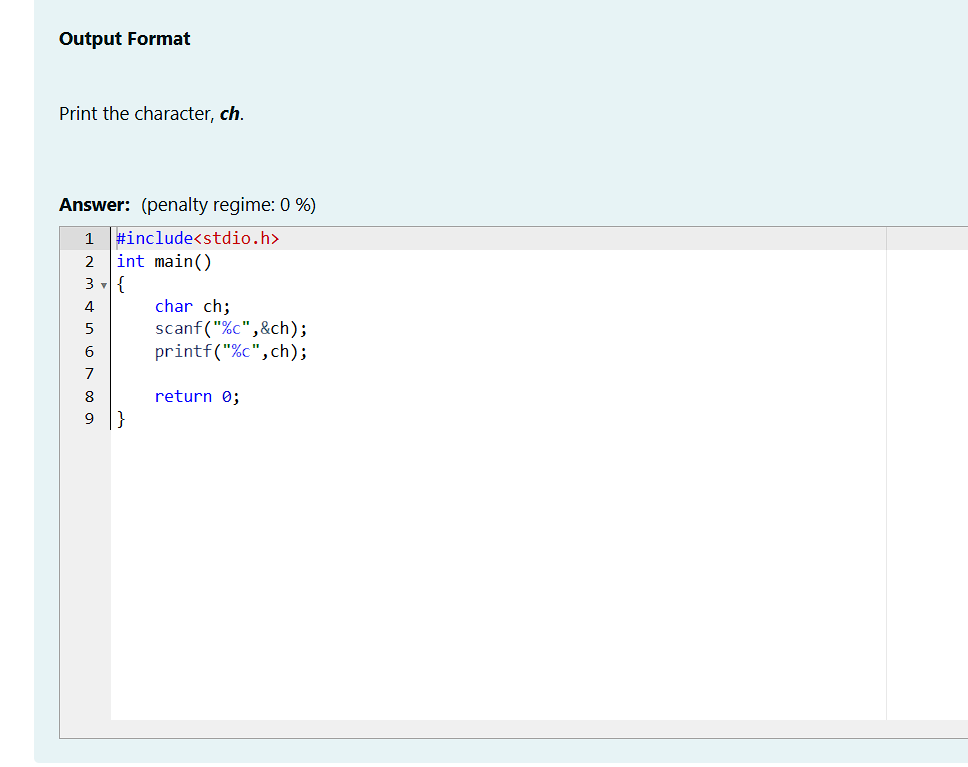 Output Format
Print the character, ch.
Answer: (penalty regime: 0 %)
1 #include<stdio.h>
2 int main()
3 {
4     char ch;
5     scanf("%c",&ch);
6     printf("%c",ch);
7
8     return 0;
9 }